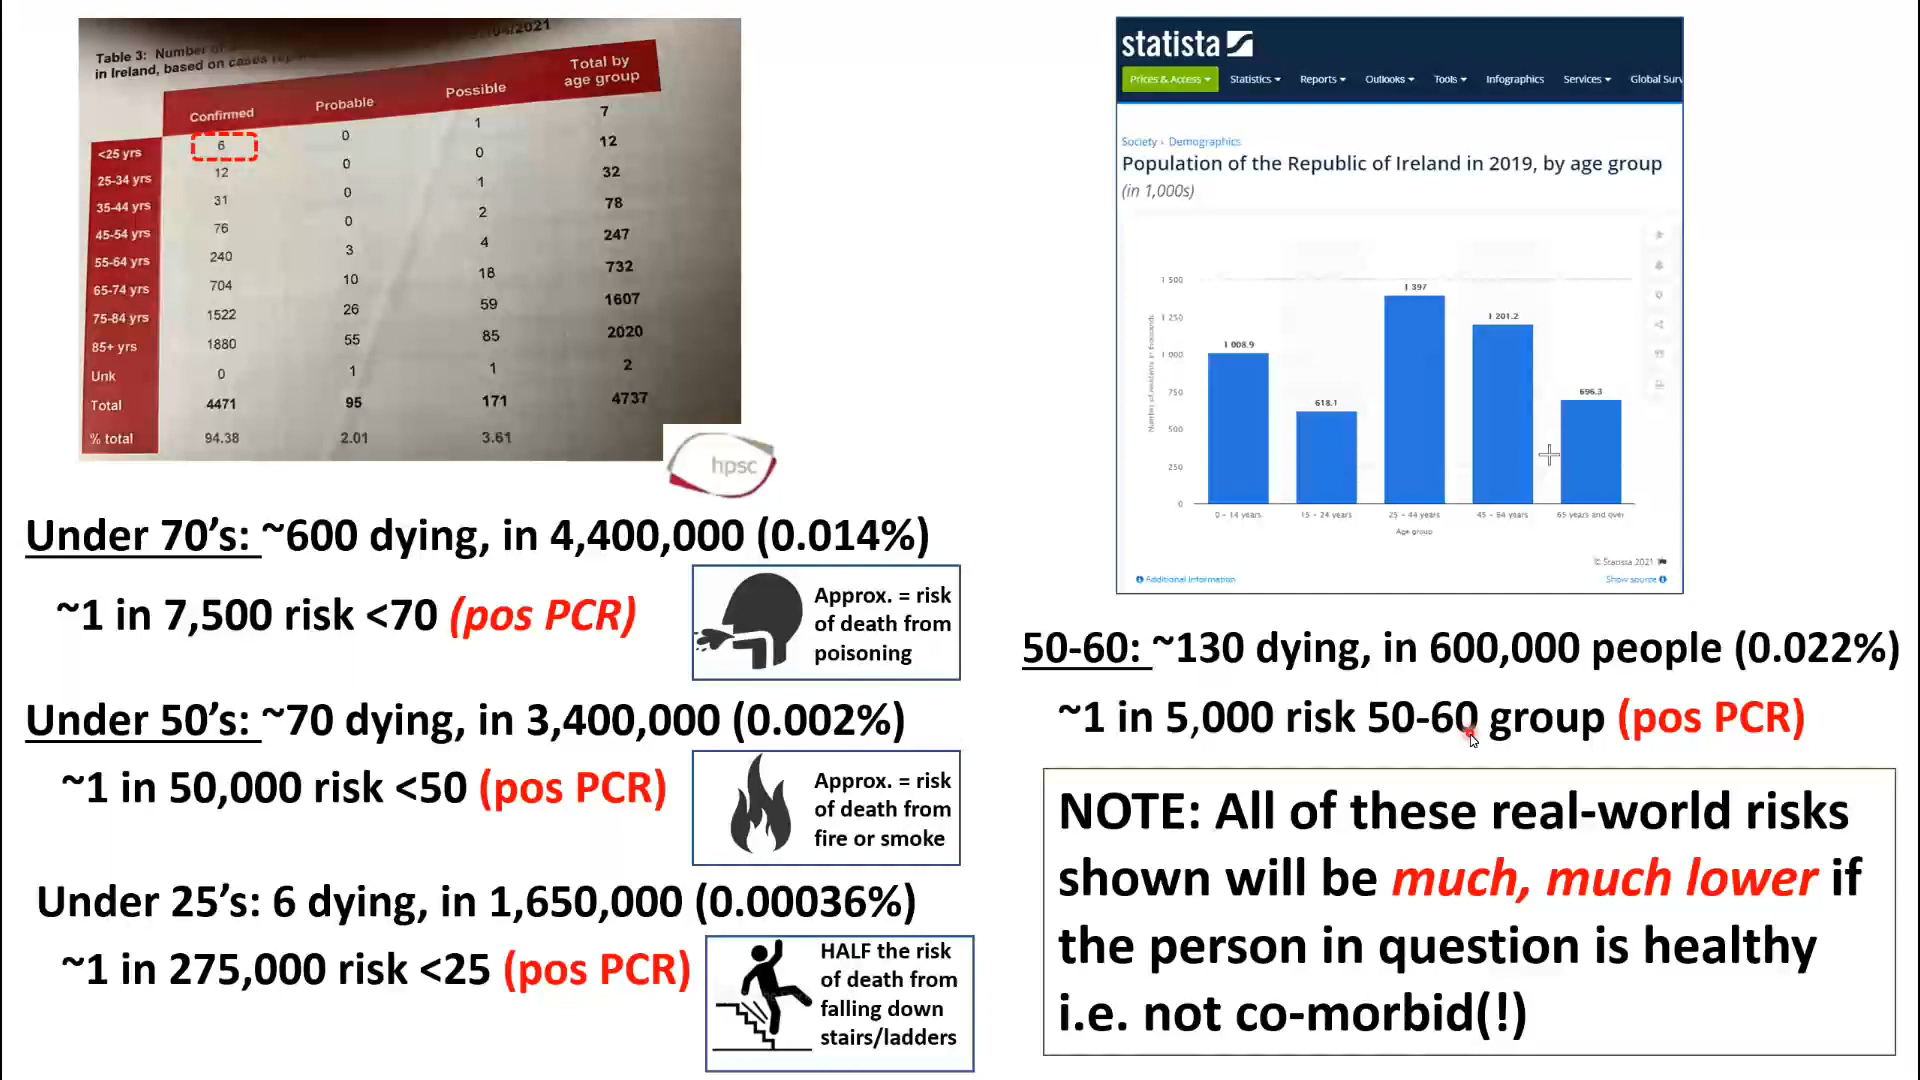 Table 3: Number of
/04/2021
in Ireland, based on cases
Confirmed Probable Possible Total by age group
<25 yrs 6 0 1 7
25-34 yrs 12 0 0 12
35-44 yrs 31 0 1 32
45-54 yrs 76 0 2 78
55-64 yrs 240 3 4 247
65-74 yrs 704 10 18 732
75-84 yrs 1522 26 59 1607
85+ yrs 1880 55 85 2020
Unk 0 1 1 2
Total 4471 95 171 4737
% total 94.38 2.01 3.61
hpsc
Under 70's: ~600 dying, in 4,400,000 (0.014%)
~1 in 7,500 risk <70 (pos PCR)
Approx. = risk
of death from
poisoning
Under 50's: ~70 dying, in 3,400,000 (0.002%)
~1 in 50,000 risk <50 (pos PCR)
Approx. = risk
of death from
fire or smoke
Under 25's: 6 dying, in 1,650,000 (0.00036%)
~1 in 275,000 risk <25 (pos PCR)
HALF the risk
of death from
falling down
stairs/ladders
statista
Prices & Access Statistics Reports Outlooks Tools Infographics Services Global Surv
Society › Demographics
Population of the Republic of Ireland in 2019, by age group
(in 1,000s)
Number of residents in thousands
1 500
1 250
1 000
750
500
250
0
1 008.9
618.1
1 397
1 201.2
696.3
0 – 14 years 15 – 24 years 25 – 44 years 45 – 64 years 65 years and over
Age group
© Statista 2021
Additional Information Show source
50-60: ~130 dying, in 600,000 people (0.022%)
~1 in 5,000 risk 50-60 group (pos PCR)
NOTE: All of these real-world risks
shown will be much, much lower if
the person in question is healthy
i.e. not co-morbid(!)